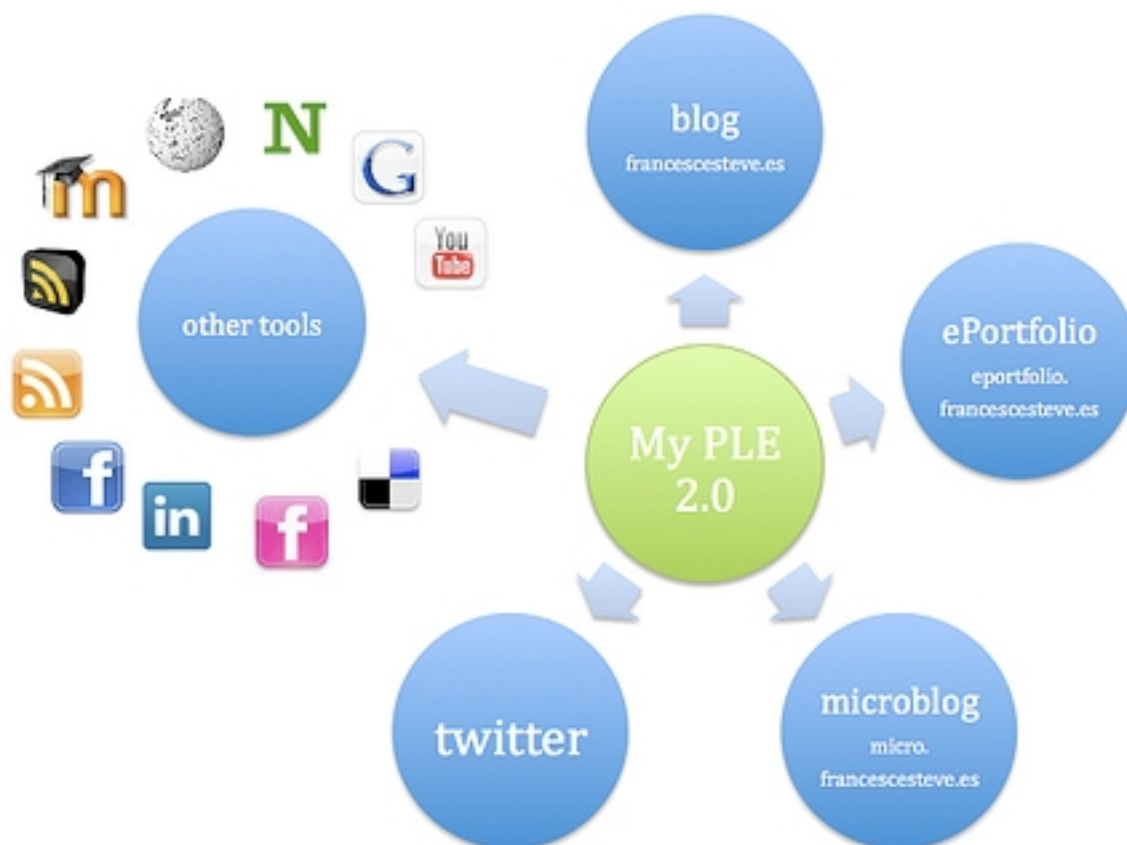 blog
francescesteve.es
N
G
m
You
Tube
other tools
ePortfolio
eportfolio.
francescesteve.es
My PLE
2.0
f
in
f
microblog
micro.
francescesteve.es
twitter